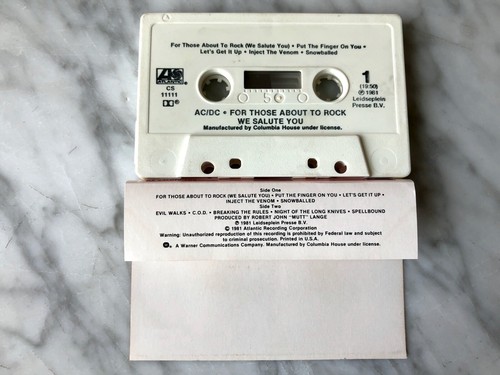 For Those About To Rock (We Salute You) • Put The Finger On You •
Let's Get It Up • Inject The Venom • Snowballed
ATLANTIC
CS
11111
50
1
(19:50)
℗ 1981
Leidseplein
Presse B.V.
AC/DC • FOR THOSE ABOUT TO ROCK
WE SALUTE YOU
Manufactured by Columbia House under license.
Side One
FOR THOSE ABOUT TO ROCK (WE SALUTE YOU) • PUT THE FINGER ON YOU • LET'S GET IT UP •
INJECT THE VENOM • SNOWBALLED
Side Two
EVIL WALKS • C.O.D. • BREAKING THE RULES • NIGHT OF THE LONG KNIVES • SPELLBOUND
PRODUCED BY ROBERT JOHN "MUTT" LANGE
℗ 1981 Leidseplein Presse B.V.
© 1981 Atlantic Recording Corporation
Warning: Unauthorized reproduction of this recording is prohibited by Federal law and subject
to criminal prosecution. Printed in U.S.A.
A Warner Communications Company. Manufactured by Columbia House under license.